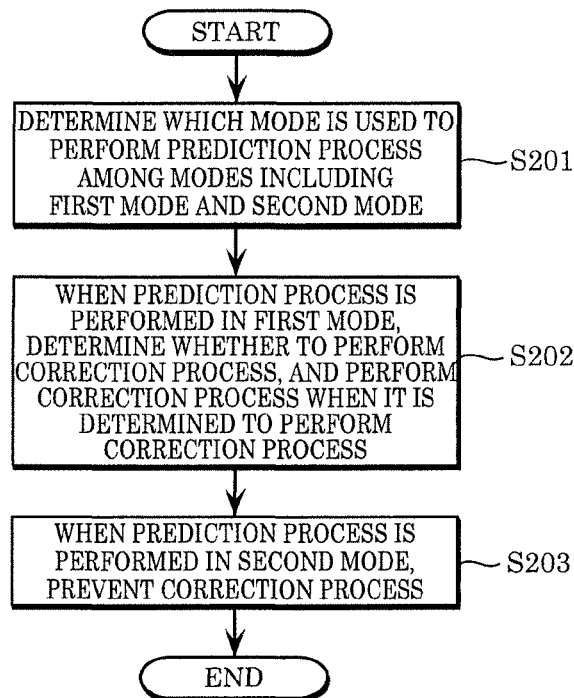 START
DETERMINE WHICH MODE IS USED TO
PERFORM PREDICTION PROCESS
AMONG MODES INCLUDING
FIRST MODE AND SECOND MODE
S201
WHEN PREDICTION PROCESS IS
PERFORMED IN FIRST MODE,
DETERMINE WHETHER TO PERFORM
CORRECTION PROCESS, AND PERFORM
CORRECTION PROCESS WHEN IT IS
DETERMINED TO PERFORM
CORRECTION PROCESS
S202
WHEN PREDICTION PROCESS IS
PERFORMED IN SECOND MODE,
PREVENT CORRECTION PROCESS
S203
END